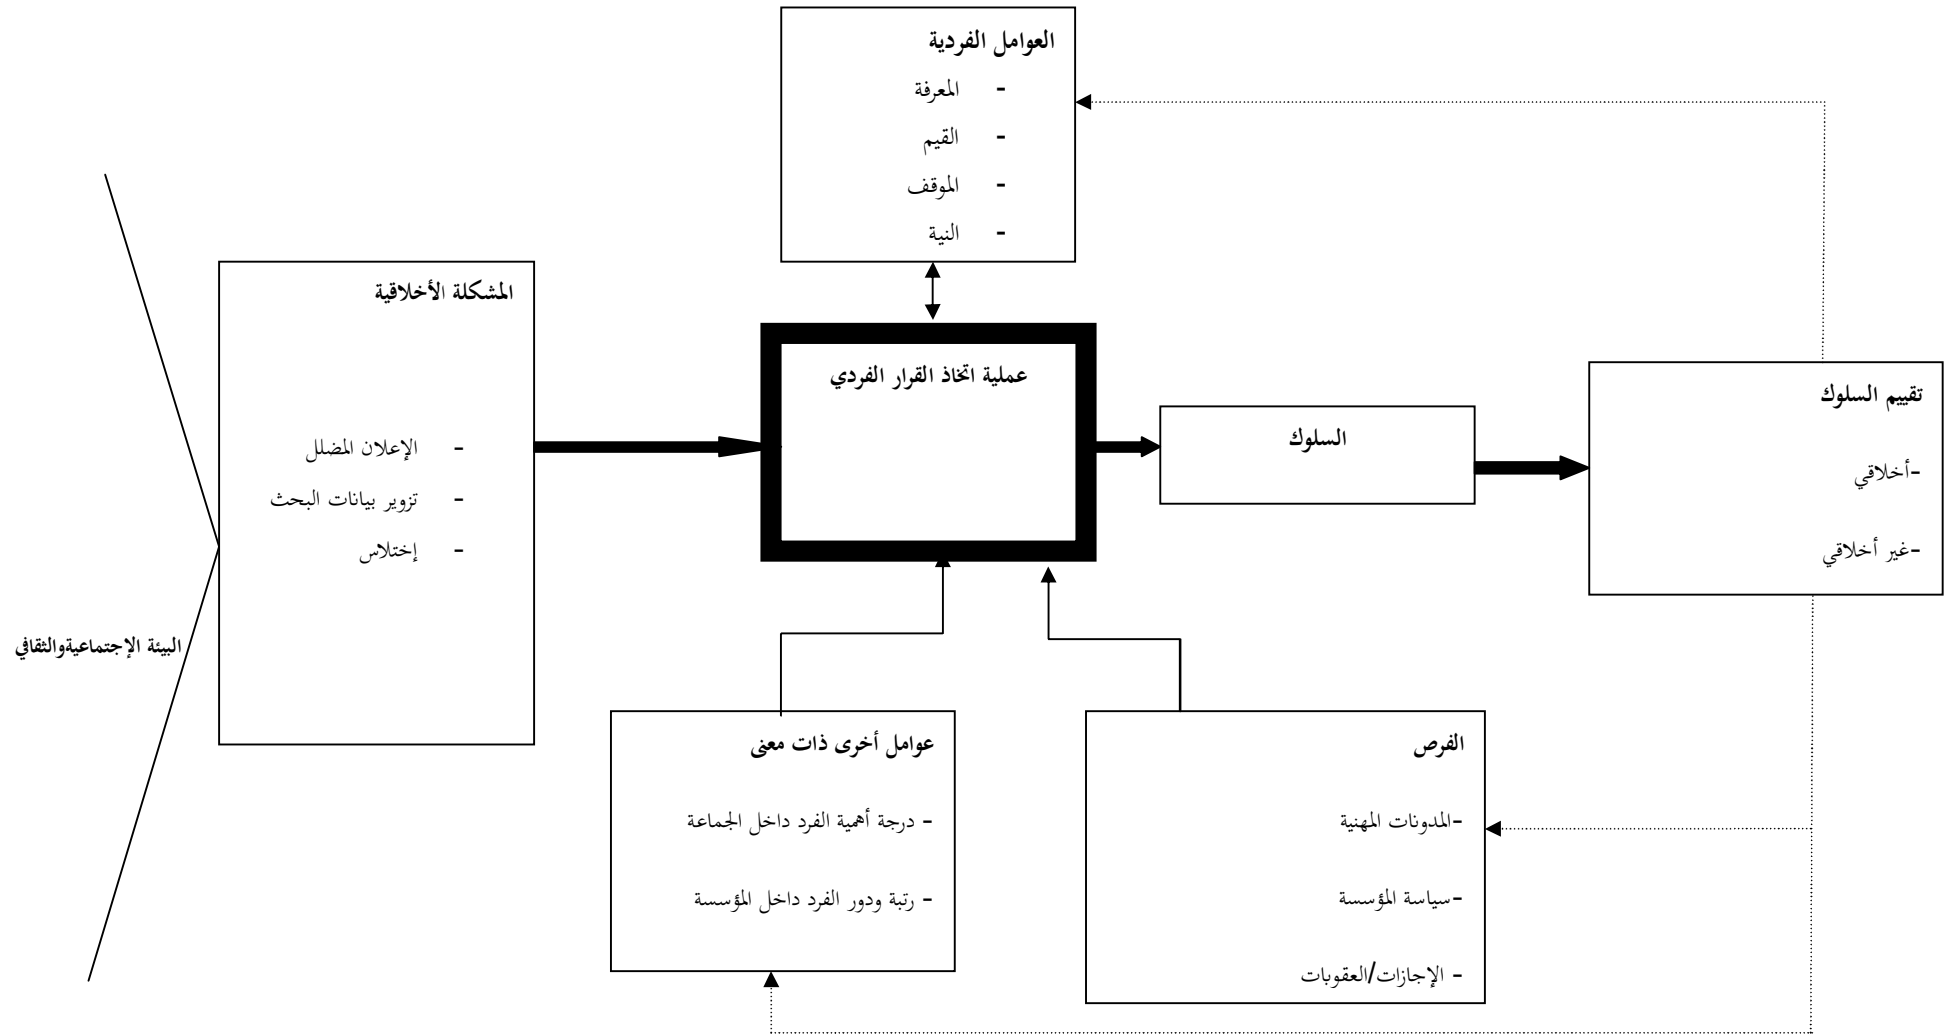 العوامل الفردية
- المعرفة
- القيم
- الموقف
- النية
المشكلة الأخلاقية
- الإعلان المضلل
- تزوير بيانات البحث
- إختلاس
عملية اتخاذ القرار الفردي
السلوك
تقييم السلوك
-أخلاقي
-غير أخلاقي
البيئة الإجتماعيةوالثقافي
عوامل أخرى ذات معنى
- درجة أهمية الفرد داخل الجماعة
- رتبة ودور الفرد داخل المؤسسة
الفرص
-المدونات المهنية
-سياسة المؤسسة
- الإجازات/العقوبات